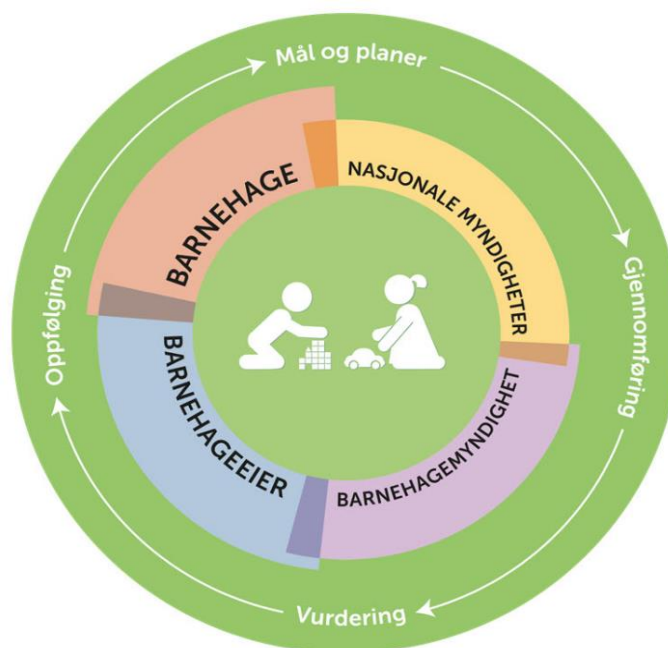 Mål og planer
Gjennomføring
Vurdering
Oppfølging
BARNEHAGE
NASJONALE MYNDIGHETER
BARNEHAGEMYNDIGHET
BARNEHAGEEIER